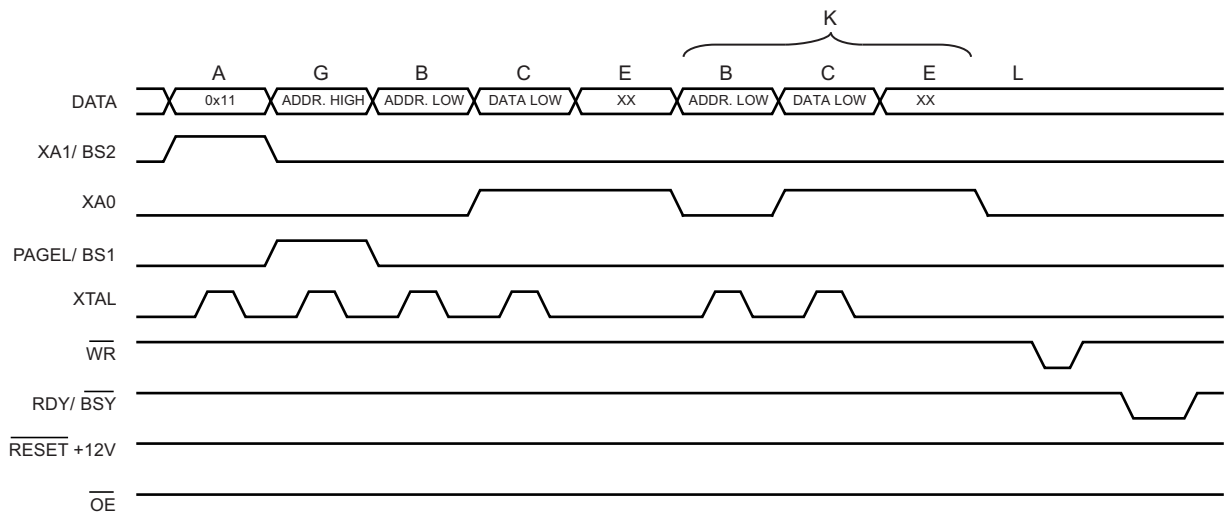 K
A G B C E B C E L
DATA 0x11 ADDR. HIGH ADDR. LOW DATA LOW XX ADDR. LOW DATA LOW XX
XA1/ BS2
XA0
PAGEL/ BS1
XTAL
WR
RDY/ BSY
RESET +12V
OE